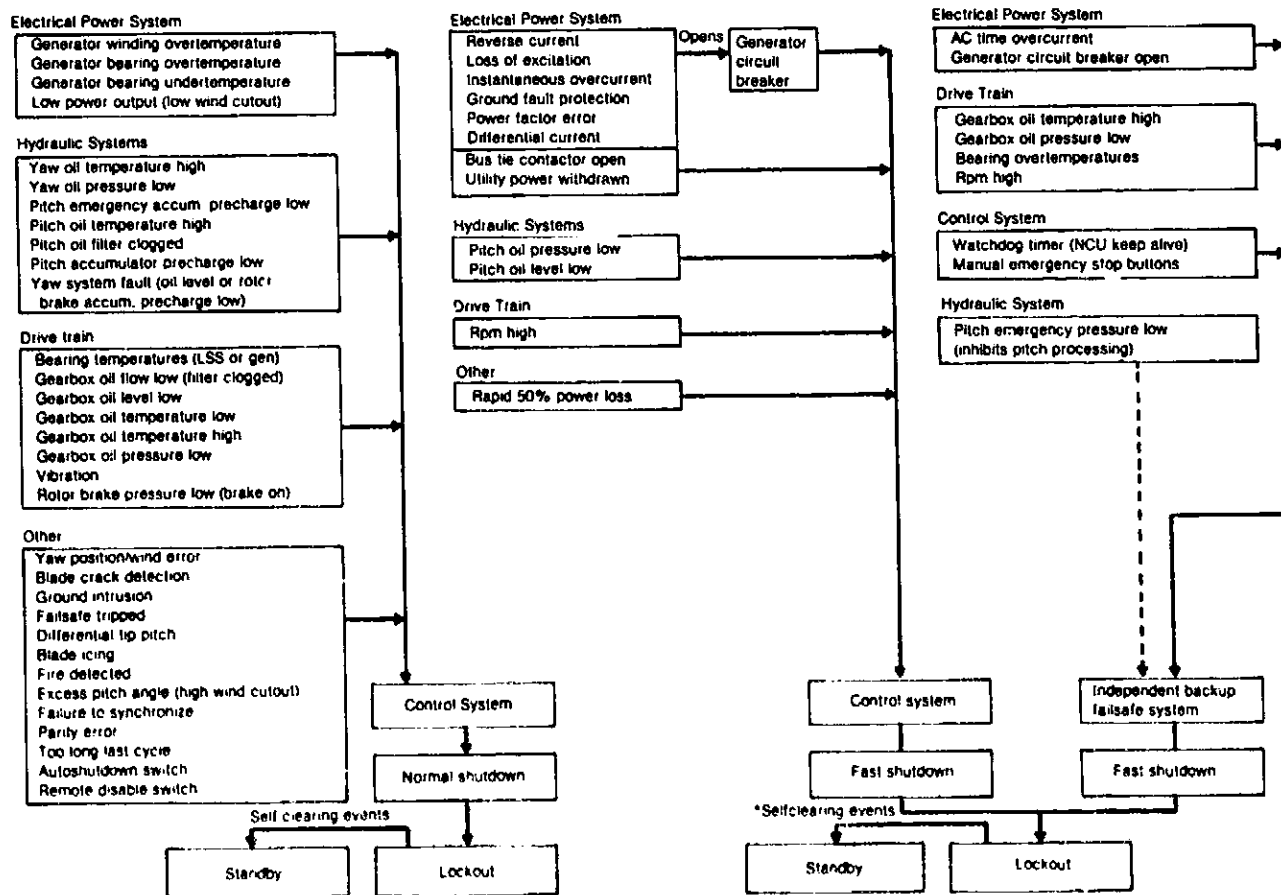 Electrical Power System
Generator winding overtemperature
Generator bearing overtemperature
Generator bearing undertemperature
Low power output (low wind cutout)
Hydraulic Systems
Yaw oil temperature high
Yaw oil pressure low
Pitch emergency accum. precharge low
Pitch oil temperature high
Pitch oil filter clogged
Pitch accumulator precharge low
Yaw system fault (oil level or rotor
brake accum. precharge low)
Drive train
Bearing temperatures (LSS or gen)
Gearbox oil flow low (filter clogged)
Gearbox oil level low
Gearbox oil temperature low
Gearbox oil temperature high
Gearbox oil pressure low
Vibration
Rotor brake pressure low (brake on)
Other
Yaw position/wind error
Blade crack detection
Ground intrusion
Failsafe tripped
Differential tip pitch
Blade icing
Fire detected
Excess pitch angle (high wind cutout)
Failure to synchronize
Parity error
Too long last cycle
Autoshutdown switch
Remote disable switch
Control System
Normal shutdown
Self clearing events
Standby
Lockout
Electrical Power System
Reverse current
Loss of excitation
Instantaneous overcurrent
Ground fault protection
Power factor error
Differential current
Bus tie contactor open
Utility power withdrawn
Opens
Generator
circuit
breaker
Hydraulic Systems
Pitch oil pressure low
Pitch oil level low
Drive Train
Rpm high
Other
Rapid 50% power loss
Control system
Fast shutdown
*Selfclearing events
Standby
Lockout
Electrical Power System
AC time overcurrent
Generator circuit breaker open
Drive Train
Gearbox oil temperature high
Gearbox oil pressure low
Bearing overtemperatures
Rpm high
Control System
Watchdog timer (NCU keep alive)
Manual emergency stop buttons
Hydraulic System
Pitch emergency pressure low
(inhibits pitch processing)
Independent backup
failsafe system
Fast shutdown